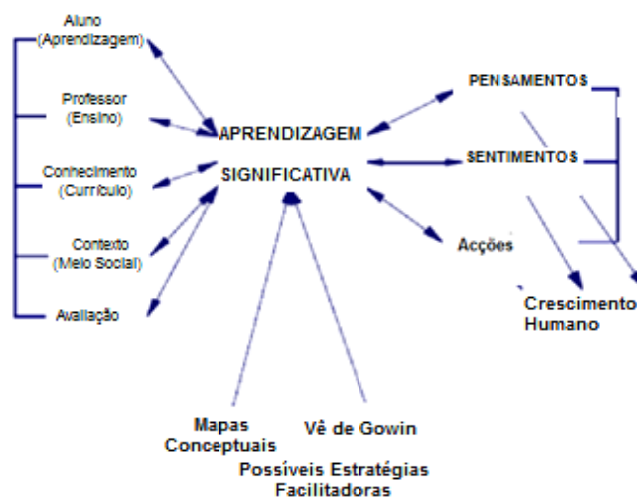 Aluno
(Aprendizagem)
Professor
(Ensino)
Conhecimento
(Currículo)
Contexto
(Meio Social)
Avaliação
APRENDIZAGEM
SIGNIFICATIVA
PENSAMENTOS
SENTIMENTOS
Acções
Crescimento
Humano
Mapas
Conceptuais
Vê de Gowin
Possíveis Estratégias
Facilitadoras